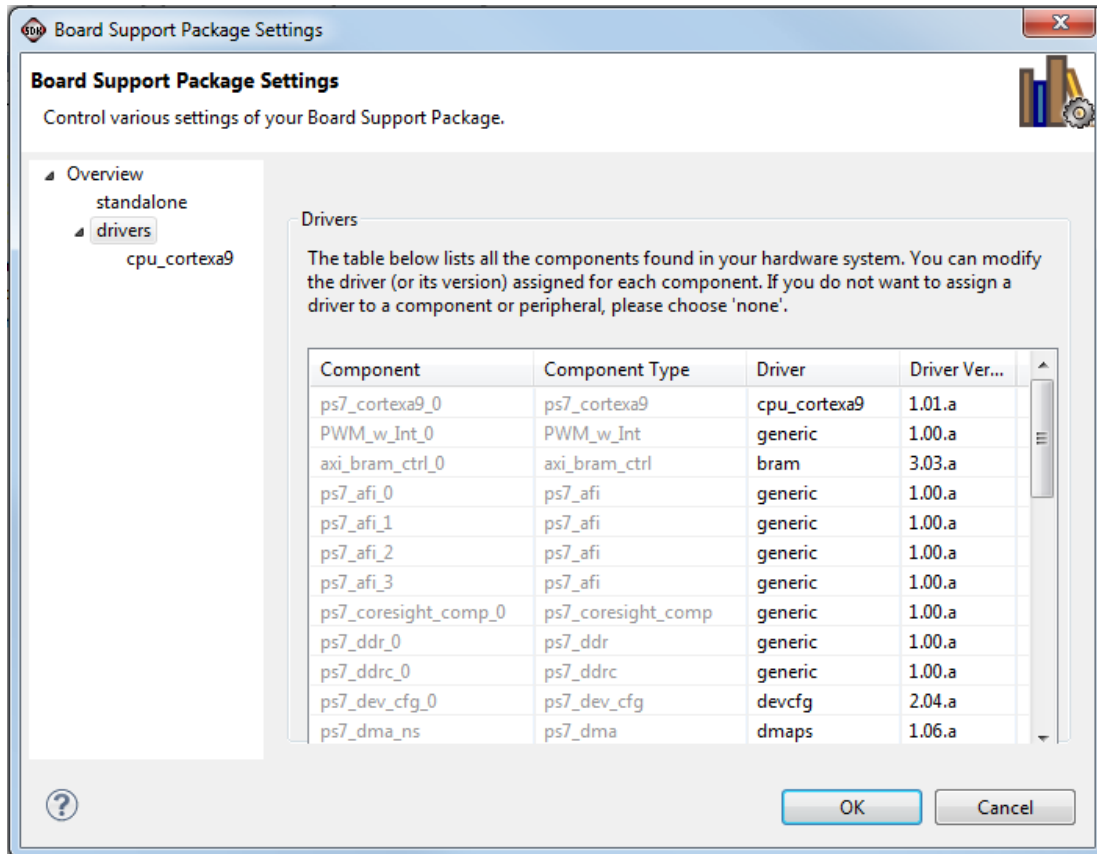 SDK Board Support Package Settings
Board Support Package Settings
Control various settings of your Board Support Package.
Overview
standalone
drivers
cpu_cortexa9
Drivers
The table below lists all the components found in your hardware system. You can modify
the driver (or its version) assigned for each component. If you do not want to assign a
driver to a component or peripheral, please choose 'none'.
Component Component Type Driver Driver Ver...
ps7_cortexa9_0 ps7_cortexa9 cpu_cortexa9 1.01.a
PWM_w_Int_0 PWM_w_Int generic 1.00.a
axi_bram_ctrl_0 axi_bram_ctrl bram 3.03.a
ps7_afi_0 ps7_afi generic 1.00.a
ps7_afi_1 ps7_afi generic 1.00.a
ps7_afi_2 ps7_afi generic 1.00.a
ps7_afi_3 ps7_afi generic 1.00.a
ps7_coresight_comp_0 ps7_coresight_comp generic 1.00.a
ps7_ddr_0 ps7_ddr generic 1.00.a
ps7_ddrc_0 ps7_ddrc generic 1.00.a
ps7_dev_cfg_0 ps7_dev_cfg devcfg 2.04.a
ps7_dma_ns ps7_dma dmaps 1.06.a
? OK Cancel